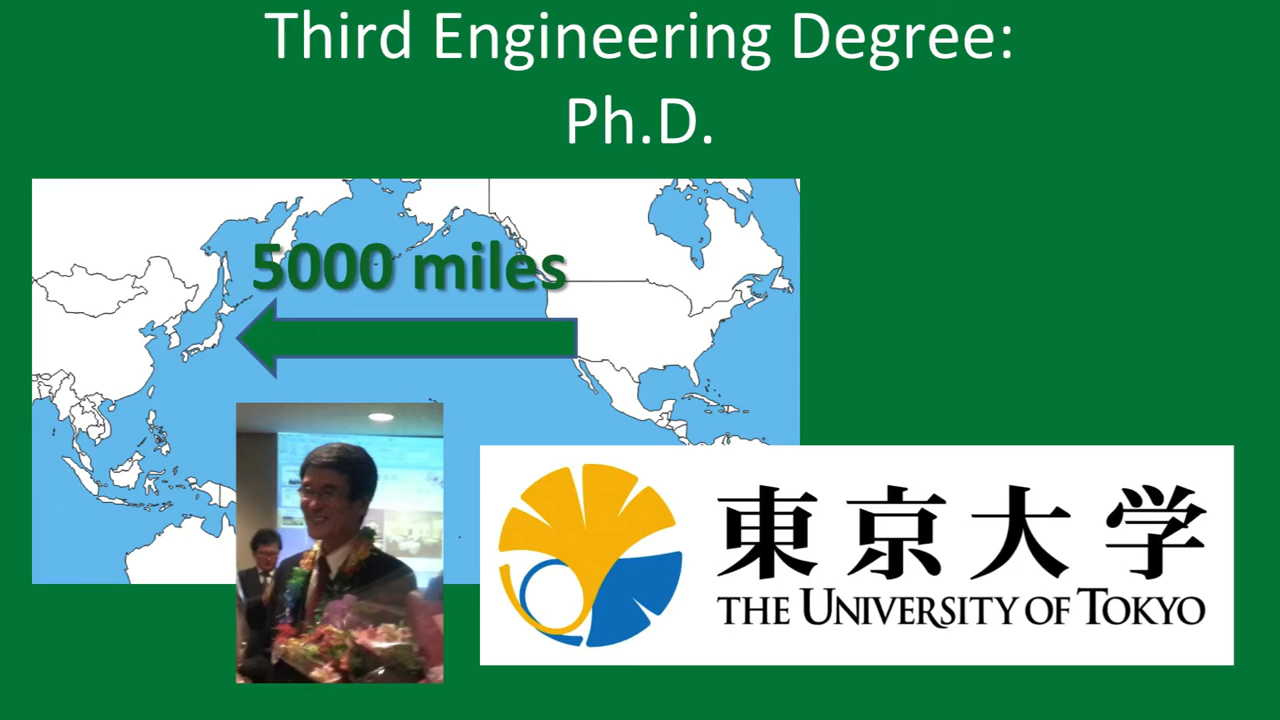 Third Engineering Degree:
Ph.D.
5000 miles
東京大学
THE UNIVERSITY OF TOKYO